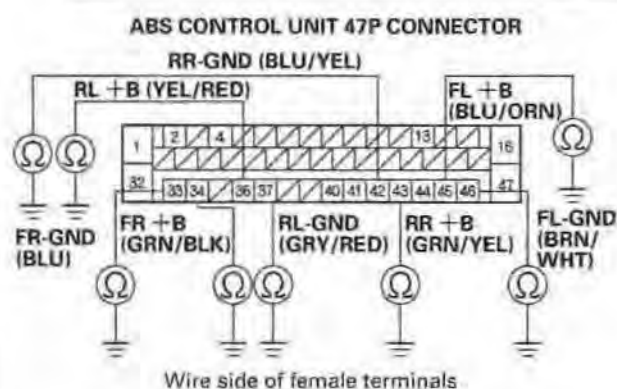 ABS CONTROL UNIT 47P CONNECTOR
RR-GND (BLU/YEL)
RL +B (YEL/RED)
FL +B
(BLU/ORN)
1 2 4 13 16
32 33 34 36 37 40 41 42 43 44 45 46 47
Ω Ω Ω
FR-GND
(BLU)
FR +B
(GRN/BLK)
RL-GND
(GRY/RED)
RR +B
(GRN/YEL)
FL-GND
(BRN/
WHT)
Ω Ω Ω Ω Ω
Wire side of female terminals